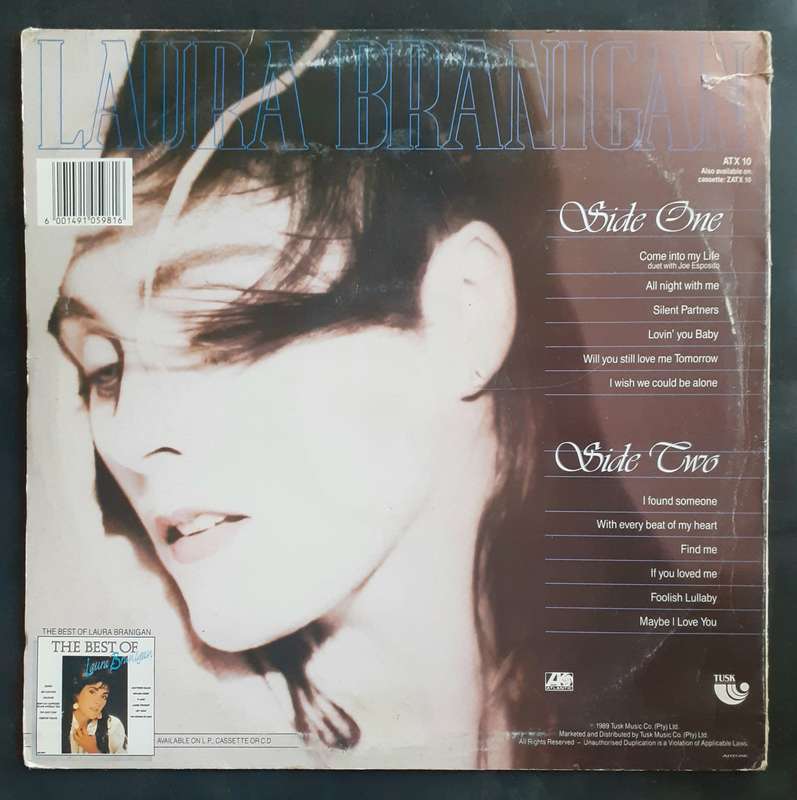 LAURA BRANIGAN
ATX 10
Also available on
cassette: ZATX 10
6 001491 059816
Side One
Come into my Life
duet with Joe Esposito
All night with me
Silent Partners
Lovin' you Baby
Will you still love me Tomorrow
I wish we could be alone
Side Two
I found someone
With every beat of my heart
Find me
If you loved me
Foolish Lullaby
Maybe I Love You
THE BEST OF LAURA BRANIGAN
THE BEST OF
Laura Branigan
AVAILABLE ON L.P., CASSETTE OR C D
ATLANTIC
TUSK
℗ 1989 Tusk Music Co. (Pty) Ltd.
Marketed and Distributed by Tusk Music Co. (Pty) Ltd.
All Rights Reserved – Unauthorised Duplication is a Violation of Applicable Laws.